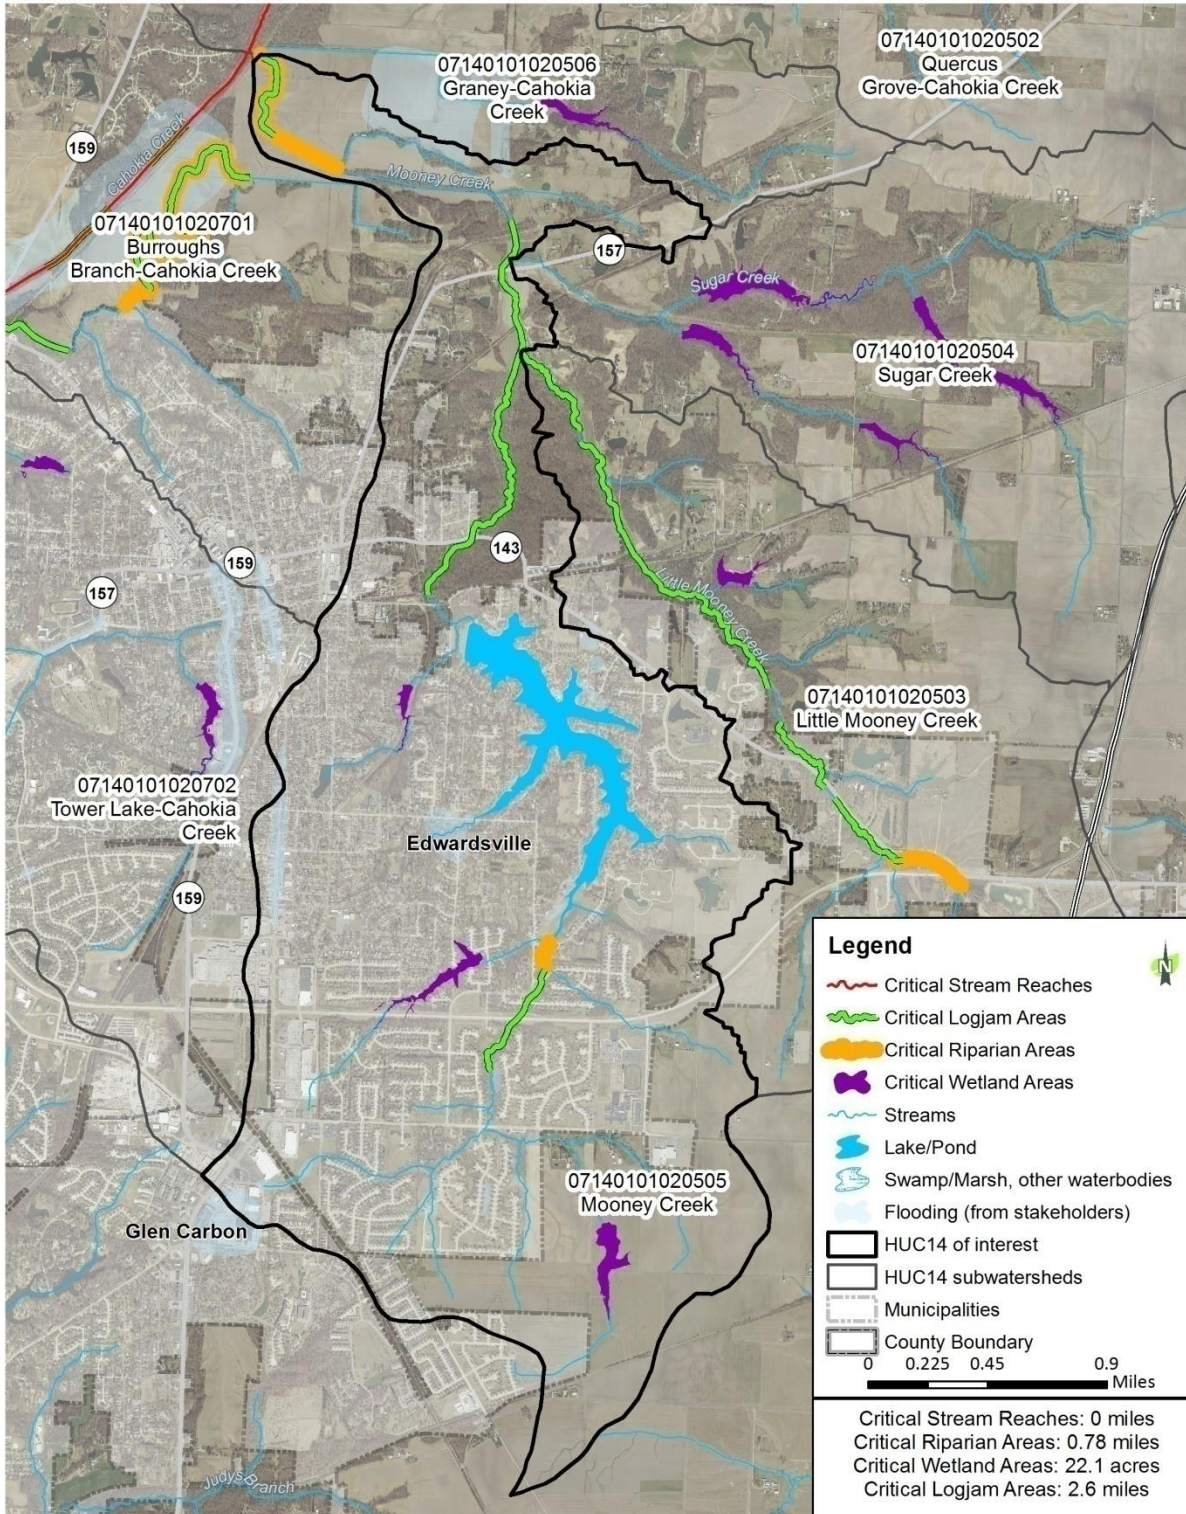 07140101020502
Quercus
Grove-Cahokia Creek
07140101020506
Graney-Cahokia
Creek
159
Cahokia Creek
Mooney Creek
07140101020701
Burroughs
Branch-Cahokia Creek
157
Sugar Creek
07140101020504
Sugar Creek
143
159
157
Little Mooney Creek
07140101020503
Little Mooney Creek
07140101020702
Tower Lake-Cahokia
Creek
Edwardsville
159
07140101020505
Mooney Creek
Glen Carbon
Judys Branch
Legend
N
Critical Stream Reaches
Critical Logjam Areas
Critical Riparian Areas
Critical Wetland Areas
Streams
Lake/Pond
Swamp/Marsh, other waterbodies
Flooding (from stakeholders)
HUC14 of interest
HUC14 subwatersheds
Municipalities
County Boundary
0 0.225 0.45 0.9
Miles
Critical Stream Reaches: 0 miles
Critical Riparian Areas: 0.78 miles
Critical Wetland Areas: 22.1 acres
Critical Logjam Areas: 2.6 miles